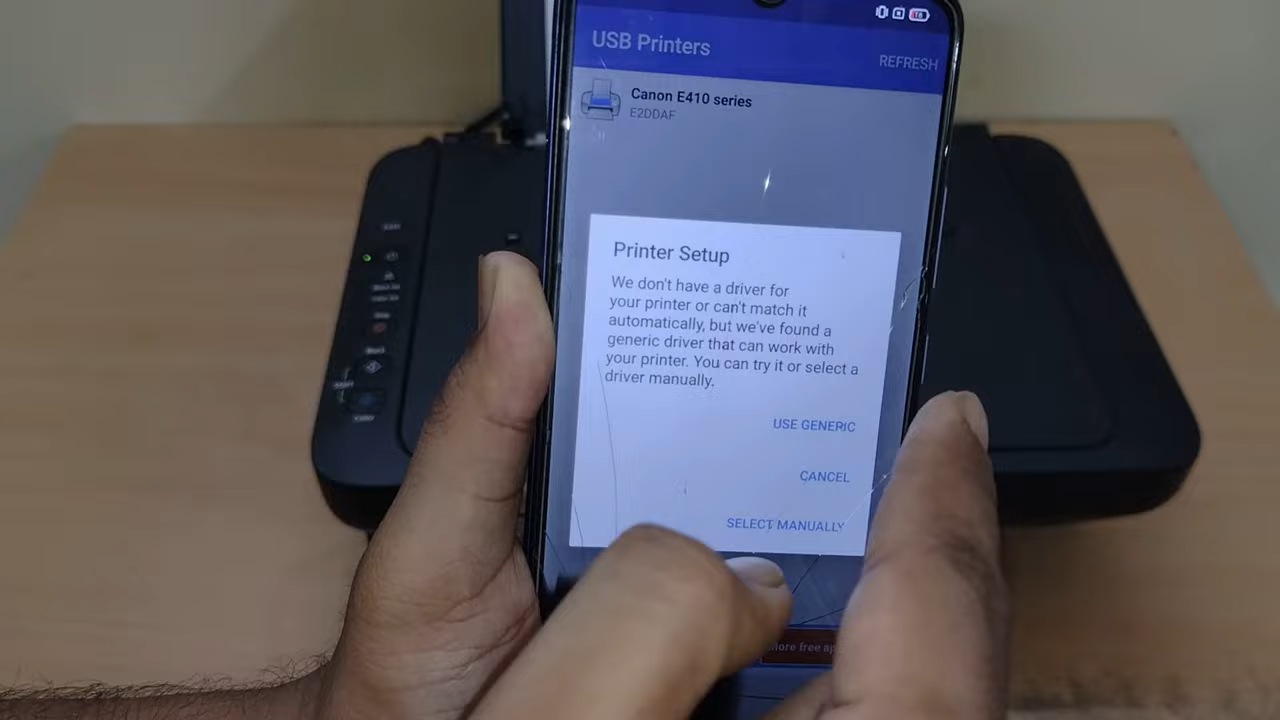 USB Printers
REFRESH
Canon E410 series
E2DDAF
Printer Setup
We don't have a driver for
your printer or can't match it
automatically, but we've found a
generic driver that can work with
your printer. You can try it or select a
driver manually.
USE GENERIC
CANCEL
SELECT MANUALLY
more free